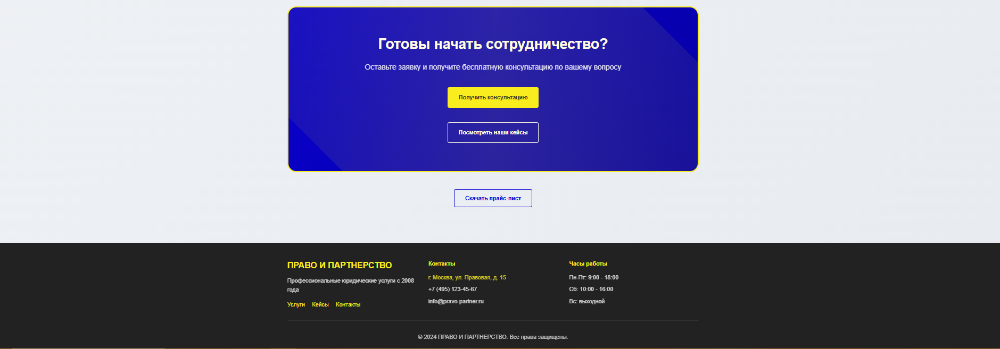 Готовы начать сотрудничество?
Оставьте заявку и получите бесплатную консультацию по вашему вопросу
Получить консультацию
Посмотреть наши кейсы
Скачать прайс-лист
ПРАВО И ПАРТНЕРСТВО
Профессиональные юридические услуги с 2008
года
Услуги Кейсы Контакты
Контакты
г. Москва, ул. Правовая, д. 15
+7 (495) 123-45-67
info@pravo-partner.ru
Часы работы
Пн-Пт: 9:00 - 18:00
Сб: 10:00 - 16:00
Вс: выходной
© 2024 ПРАВО И ПАРТНЕРСТВО. Все права защищены.